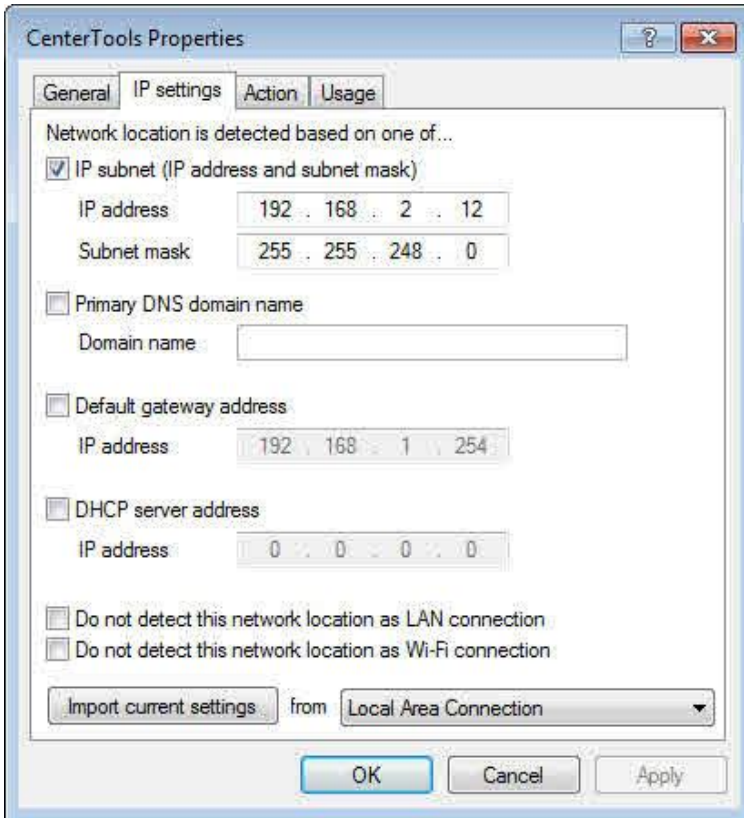 CenterTools Properties
General IP settings Action Usage
Network location is detected based on one of...
IP subnet (IP address and subnet mask)
IP address 192 . 168 . 2 . 12
Subnet mask 255 . 255 . 248 . 0
Primary DNS domain name
Domain name
Default gateway address
IP address 192 . 168 . 1 . 254
DHCP server address
IP address 0 . 0 . 0 . 0
Do not detect this network location as LAN connection
Do not detect this network location as Wi-Fi connection
Import current settings from Local Area Connection
OK Cancel Apply